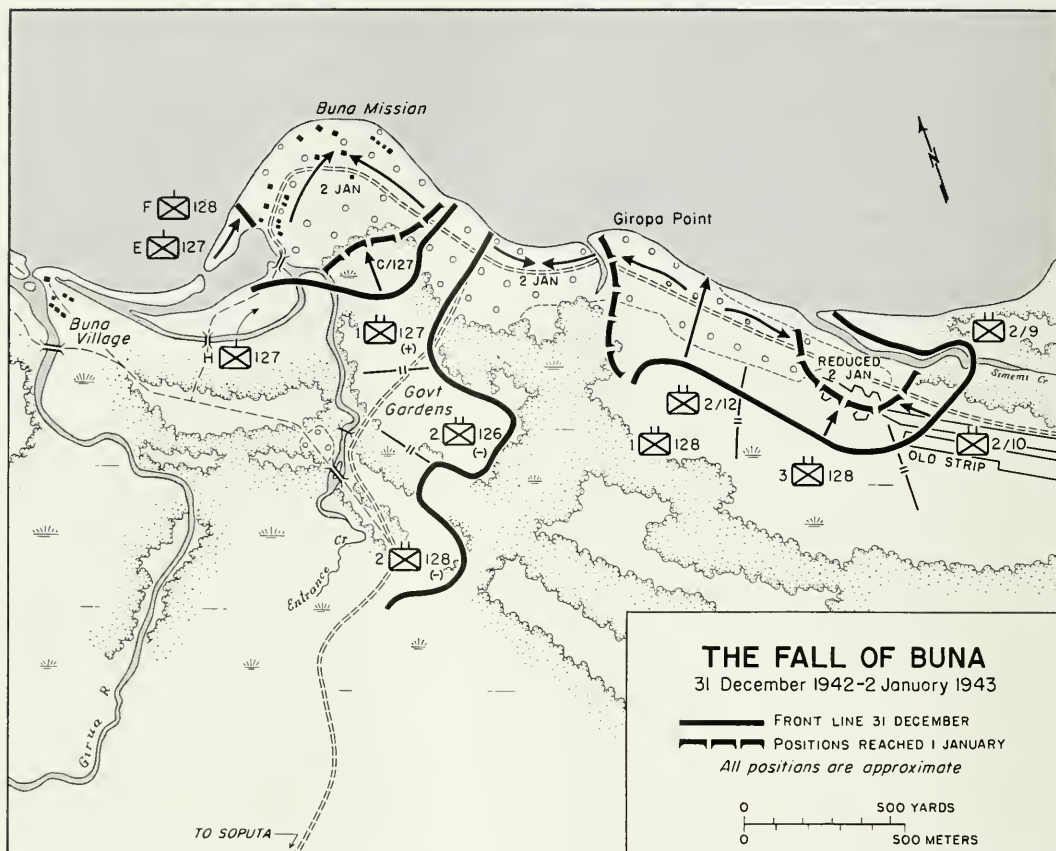 Buna Mission
N
2 JAN
F 128
E 127
Giropa Point
C/127
2 JAN
Buna
Village
1 127
(+)
2/9
H 127
REDUCED
2 JAN
Simemi Cr
Govt
Gardens
2/12
2 126
(-)
1 128
2/10
OLD STRIP
3 128
2 128
(-)
Entrance Cr
Girua R
TO SOPUTA
THE FALL OF BUNA
31 December 1942-2 January 1943
FRONT LINE 31 DECEMBER
POSITIONS REACHED 1 JANUARY
All positions are approximate
0 500 YARDS
0 500 METERS